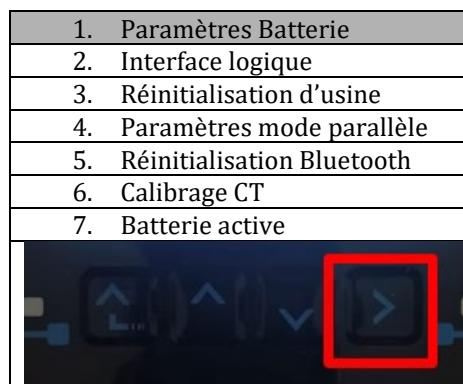 1. Paramètres Batterie
2. Interface logique
3. Réinitialisation d'usine
4. Paramètres mode parallèle
5. Réinitialisation Bluetooth
6. Calibrage CT
7. Batterie active